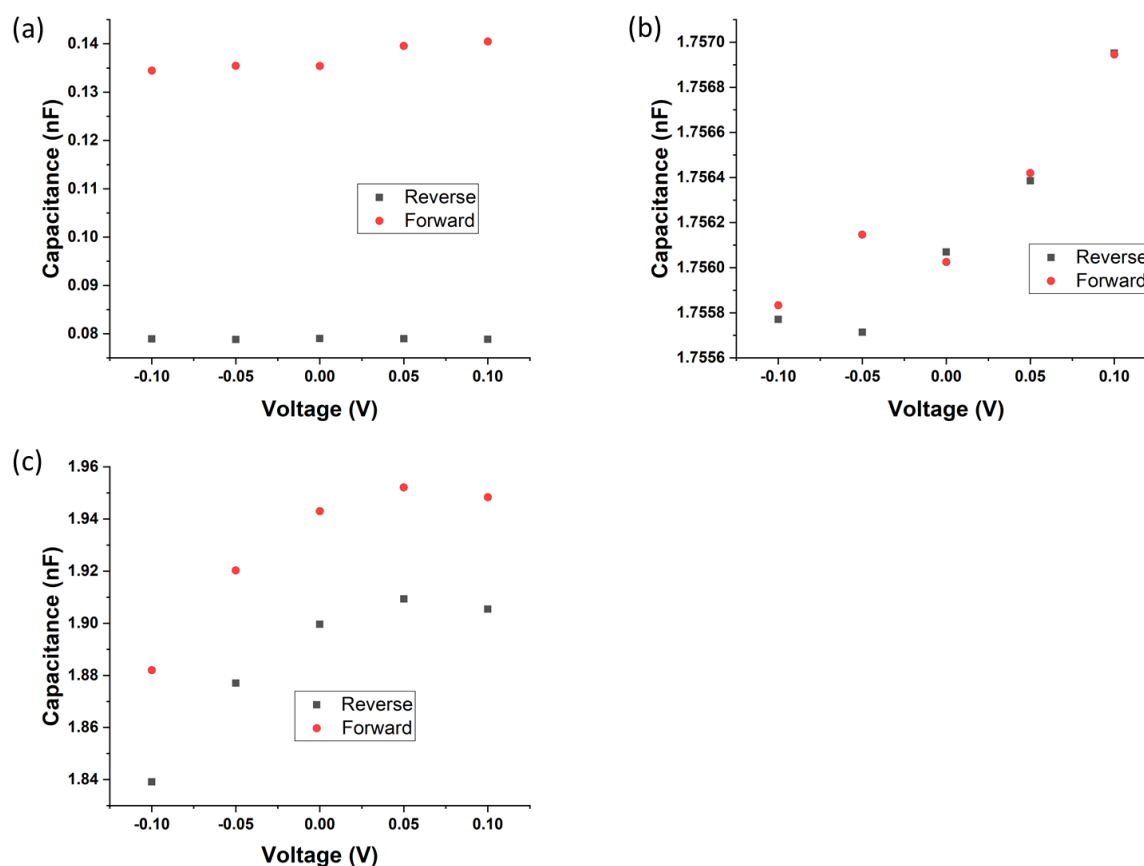 (a)
0.14
0.13
0.12
0.11
0.10
0.09
0.08
Capacitance (nF)
Reverse
Forward
-0.10 -0.05 0.00 0.05 0.10
Voltage (V)
(b)
1.7570
1.7568
1.7566
1.7564
1.7562
1.7560
1.7558
1.7556
Capacitance (nF)
Reverse
Forward
-0.10 -0.05 0.00 0.05 0.10
Voltage (V)
(c)
1.96
1.94
1.92
1.90
1.88
1.86
1.84
Capacitance (nF)
Reverse
Forward
-0.10 -0.05 0.00 0.05 0.10
Voltage (V)